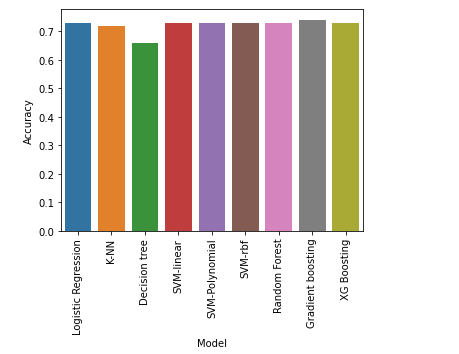 0.7
0.6
0.5
0.4
0.3
0.2
0.1
0.0
Accuracy
Logistic Regression
K-NN
Decision tree
SVM-linear
SVM-Polynomial
SVM-rbf
Random Forest
Gradient boosting
XG Boosting
Model